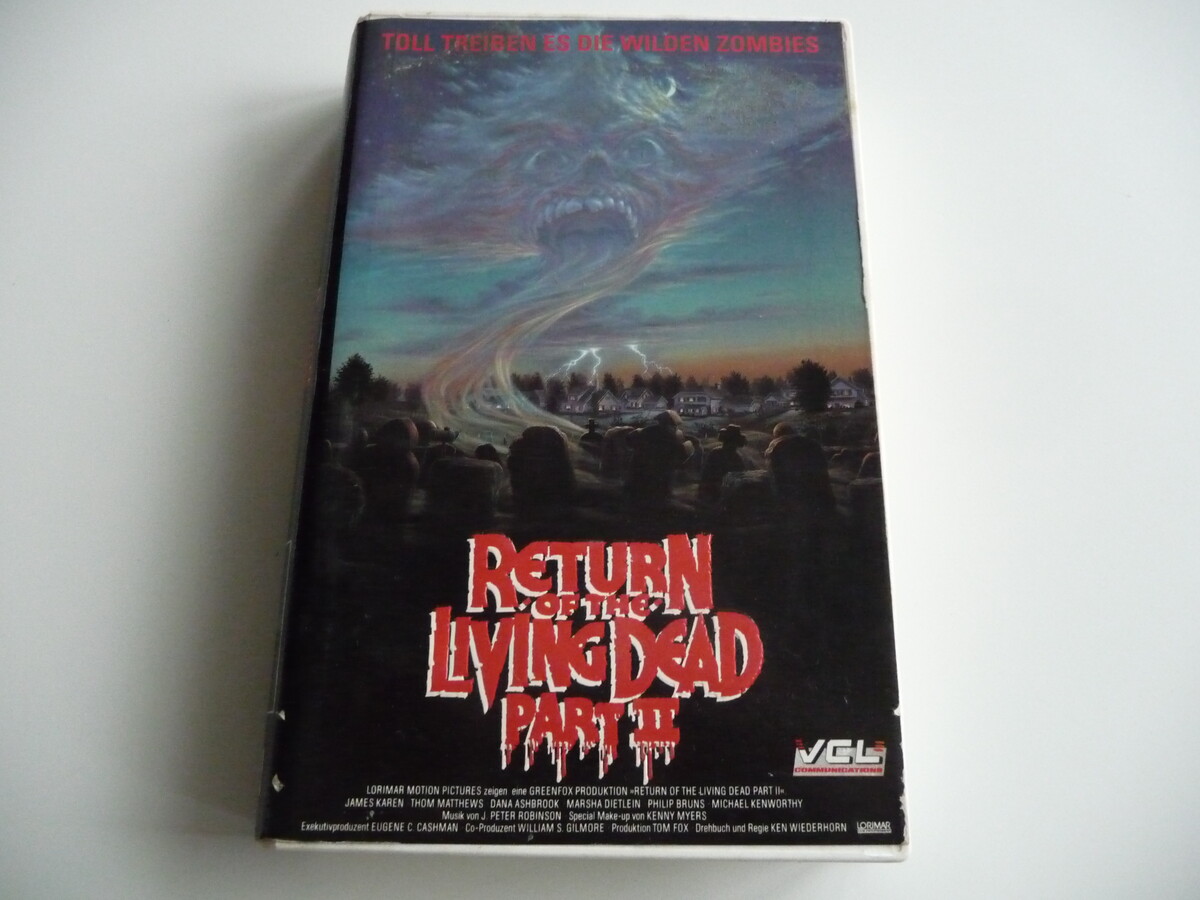 TOLL TREIBEN ES DIE WILDEN ZOMBIES
RETURN
OF THE
LIVING DEAD
PART II
VCL
COMMUNICATIONS
LORIMAR MOTION PICTURES zeigen eine GREENFOX PRODUKTION »RETURN OF THE LIVING DEAD PART II«
JAMES KAREN THOM MATTHEWS DANA ASHBROOK MARSHA DIETLEIN PHILIP BRUNS MICHAEL KENWORTHY
Musik von J. PETER ROBINSON Special Make-up von KENNY MYERS
Exekutivproduzent EUGENE C. CASHMAN Co-Produzent WILLIAM S. GILMORE Produktion TOM FOX Drehbuch und Regie KEN WIEDERHORN
LORIMAR